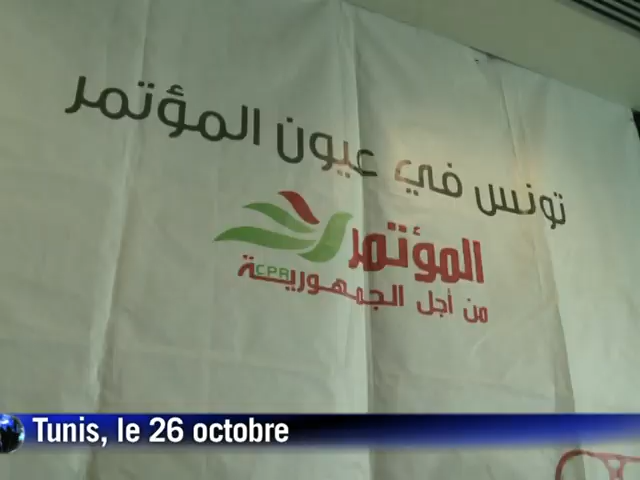 تونس في عيون المؤتمر
المؤتمر
من أجل الجمهورية
CPR
Tunis, le 26 octobre